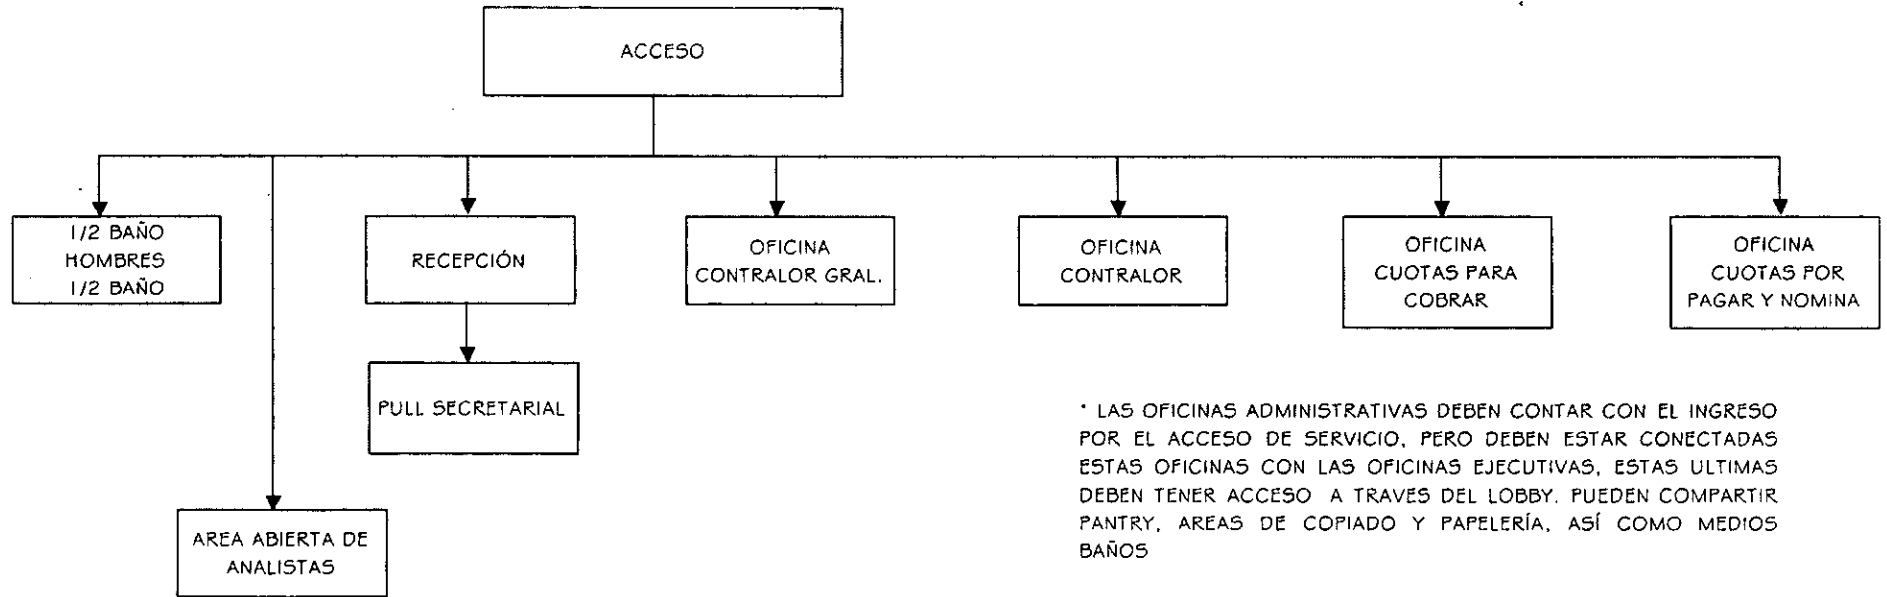 ACCESO
1/2 BAÑO
HOMBRES
1/2 BAÑO
RECEPCIÓN
OFICINA
CONTRALOR GRAL.
OFICINA
CONTRALOR
OFICINA
CUOTAS PARA
COBRAR
OFICINA
CUOTAS POR
PAGAR Y NOMINA
PULL SECRETARIAL
AREA ABIERTA DE
ANALISTAS
* LAS OFICINAS ADMINISTRATIVAS DEBEN CONTAR CON EL INGRESO
POR EL ACCESO DE SERVICIO, PERO DEBEN ESTAR CONECTADAS
ESTAS OFICINAS CON LAS OFICINAS EJECUTIVAS, ESTAS ULTIMAS
DEBEN TENER ACCESO A TRAVES DEL LOBBY. PUEDEN COMPARTIR
PANTRY, AREAS DE COPIADO Y PAPELERÍA, ASÍ COMO MEDIOS
BAÑOS